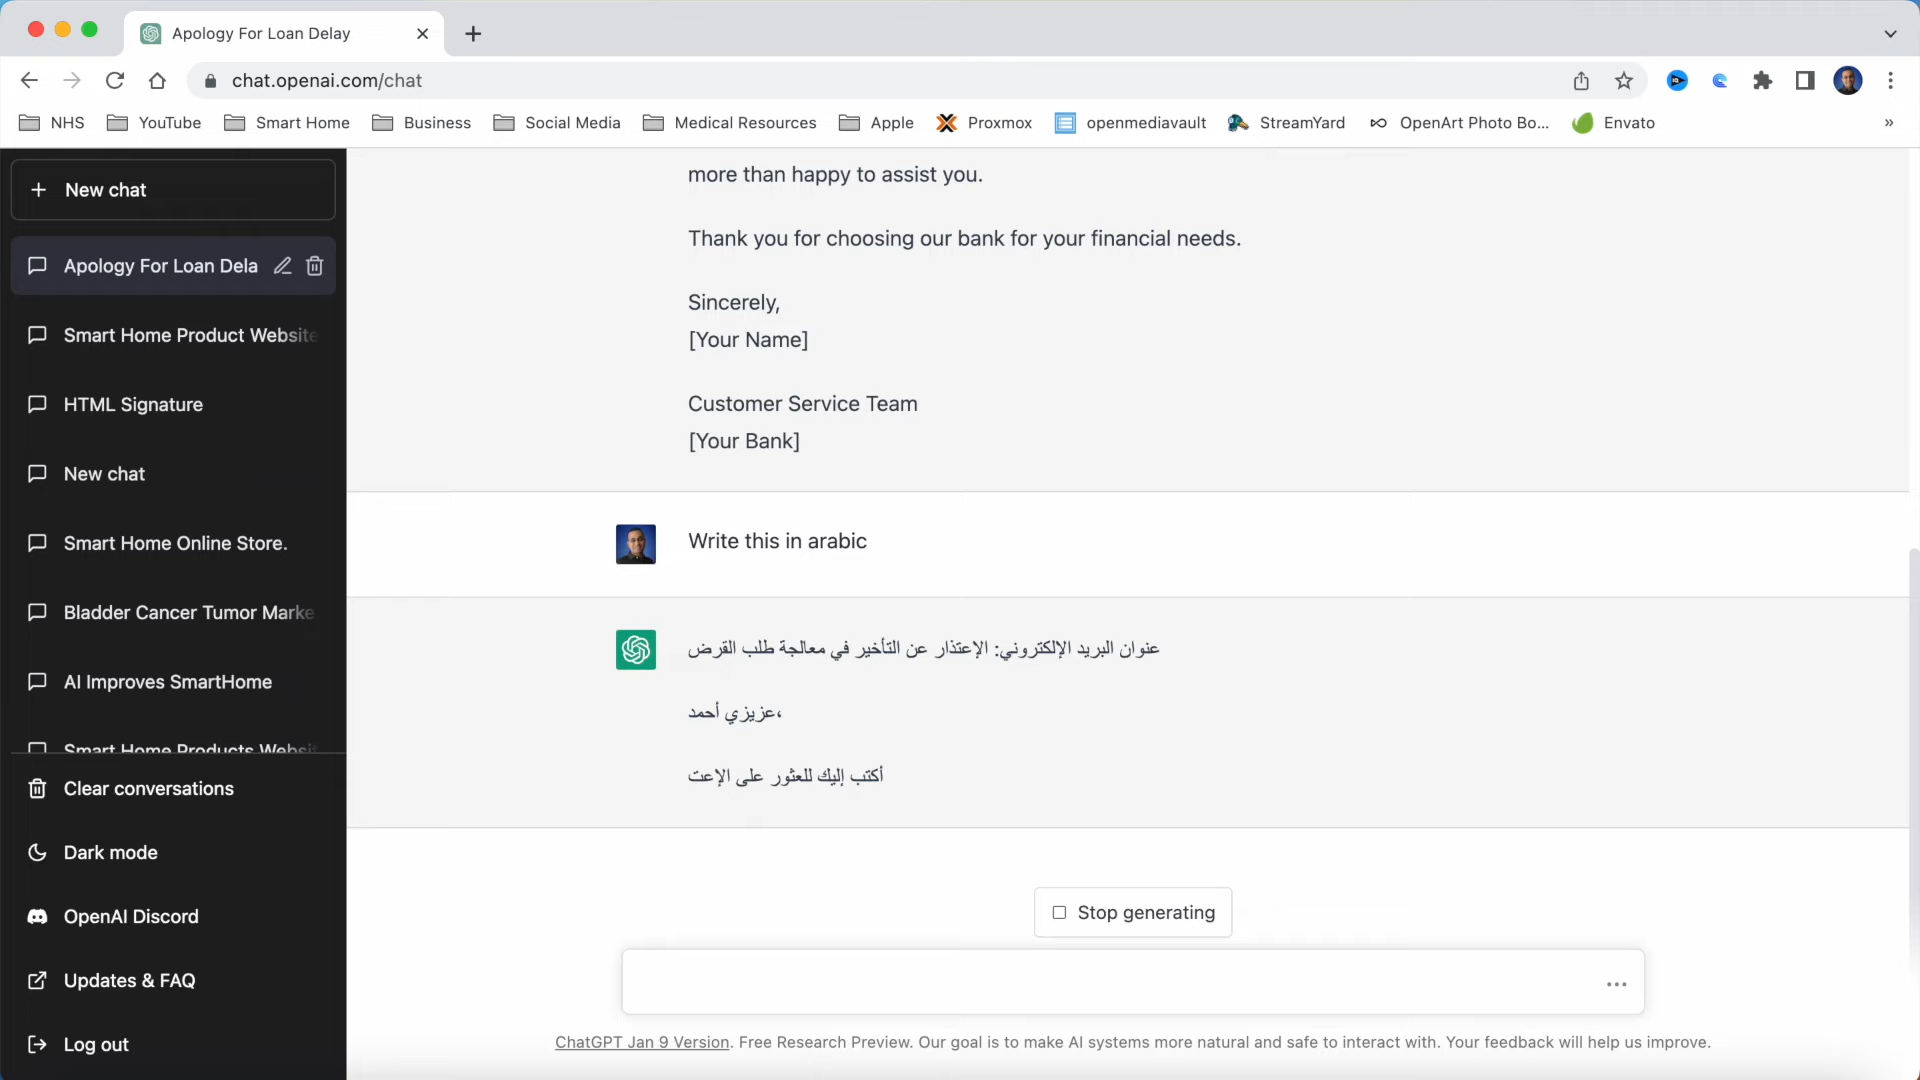 Apology For Loan Delay
chat.openai.com/chat
NHS
YouTube
Smart Home
Business
Social Media
Medical Resources
Apple
Proxmox
openmediavault
StreamYard
OpenArt Photo Bo...
Envato
»
New chat
Apology For Loan Dela
Smart Home Product Website
HTML Signature
New chat
Smart Home Online Store.
Bladder Cancer Tumor Marke
AI Improves SmartHome
Smart Home Products Websit
Clear conversations
Dark mode
OpenAI Discord
Updates & FAQ
Log out
more than happy to assist you.
Thank you for choosing our bank for your financial needs.
Sincerely,
[Your Name]
Customer Service Team
[Your Bank]
Write this in arabic
عنوان البريد الإلكتروني: الإعتذار عن التأخير في معالجة طلب القرض
عزيزي أحمد،
أكتب إليك للعثور على الإعت
Stop generating
ChatGPT Jan 9 Version. Free Research Preview. Our goal is to make AI systems more natural and safe to interact with. Your feedback will help us improve.